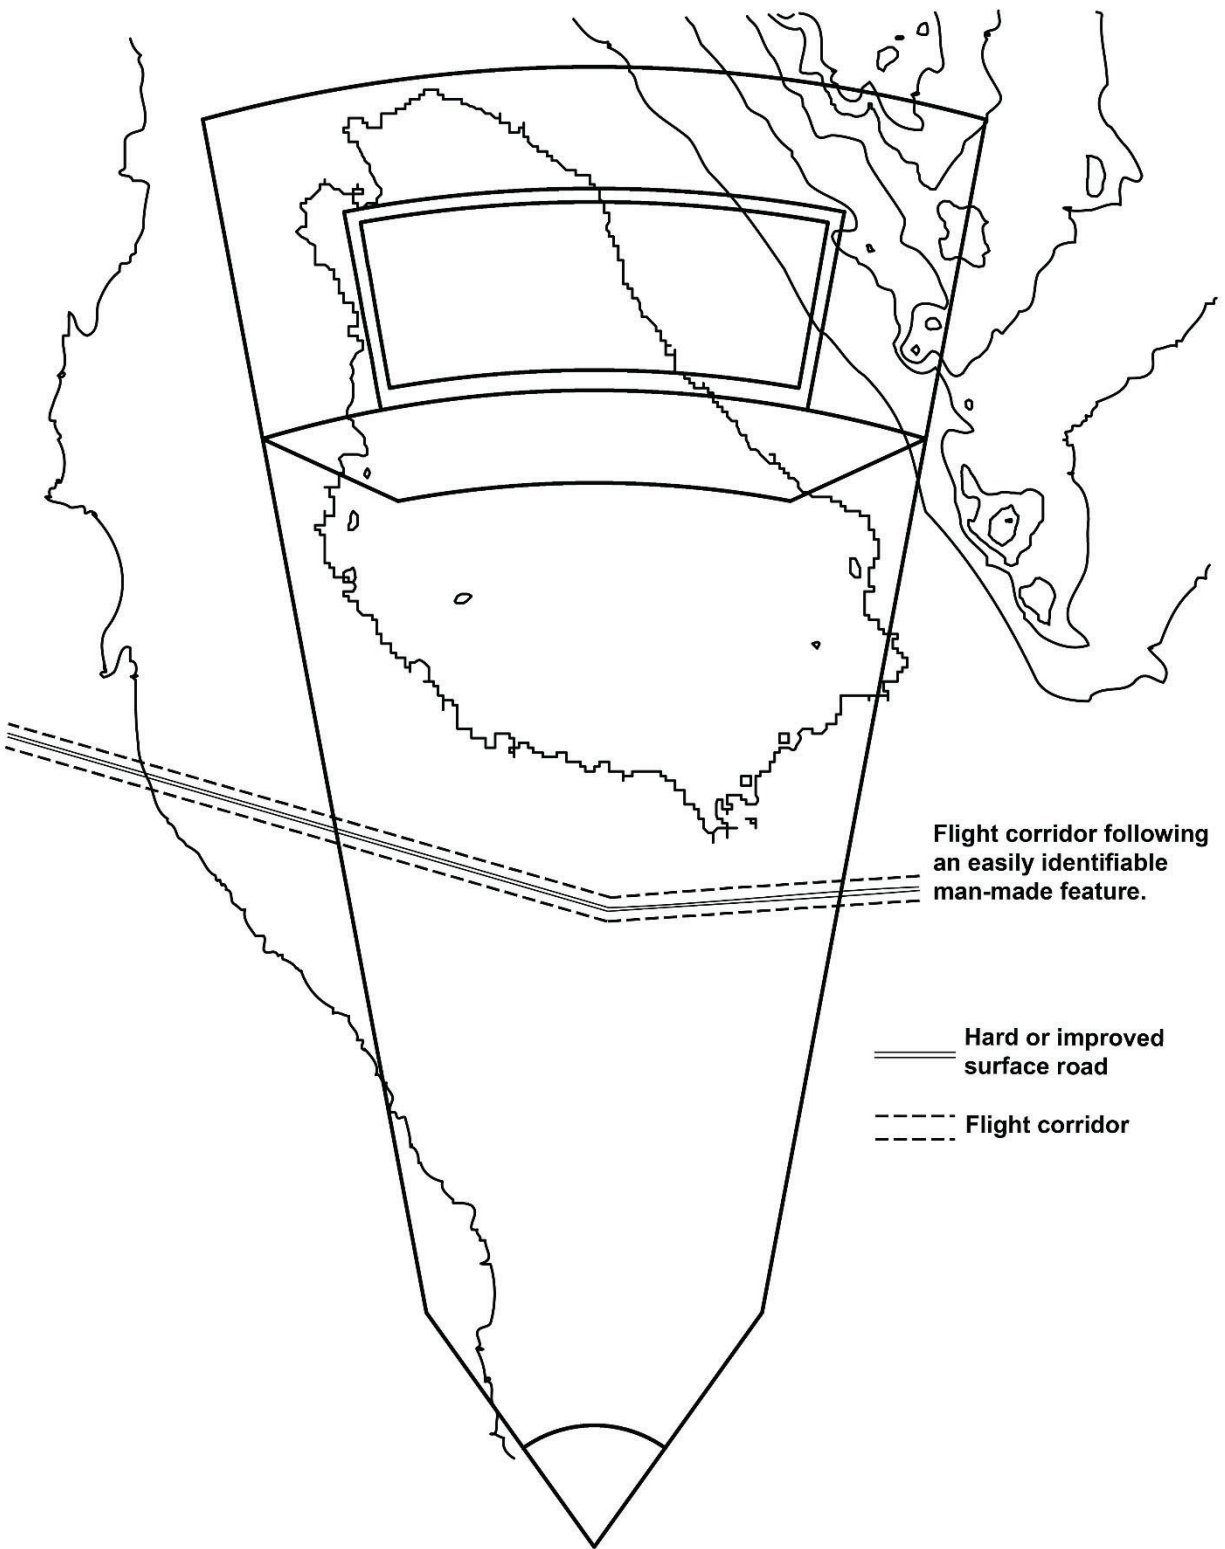 Flight corridor following
an easily identifiable
man-made feature.
Hard or improved
surface road
Flight corridor